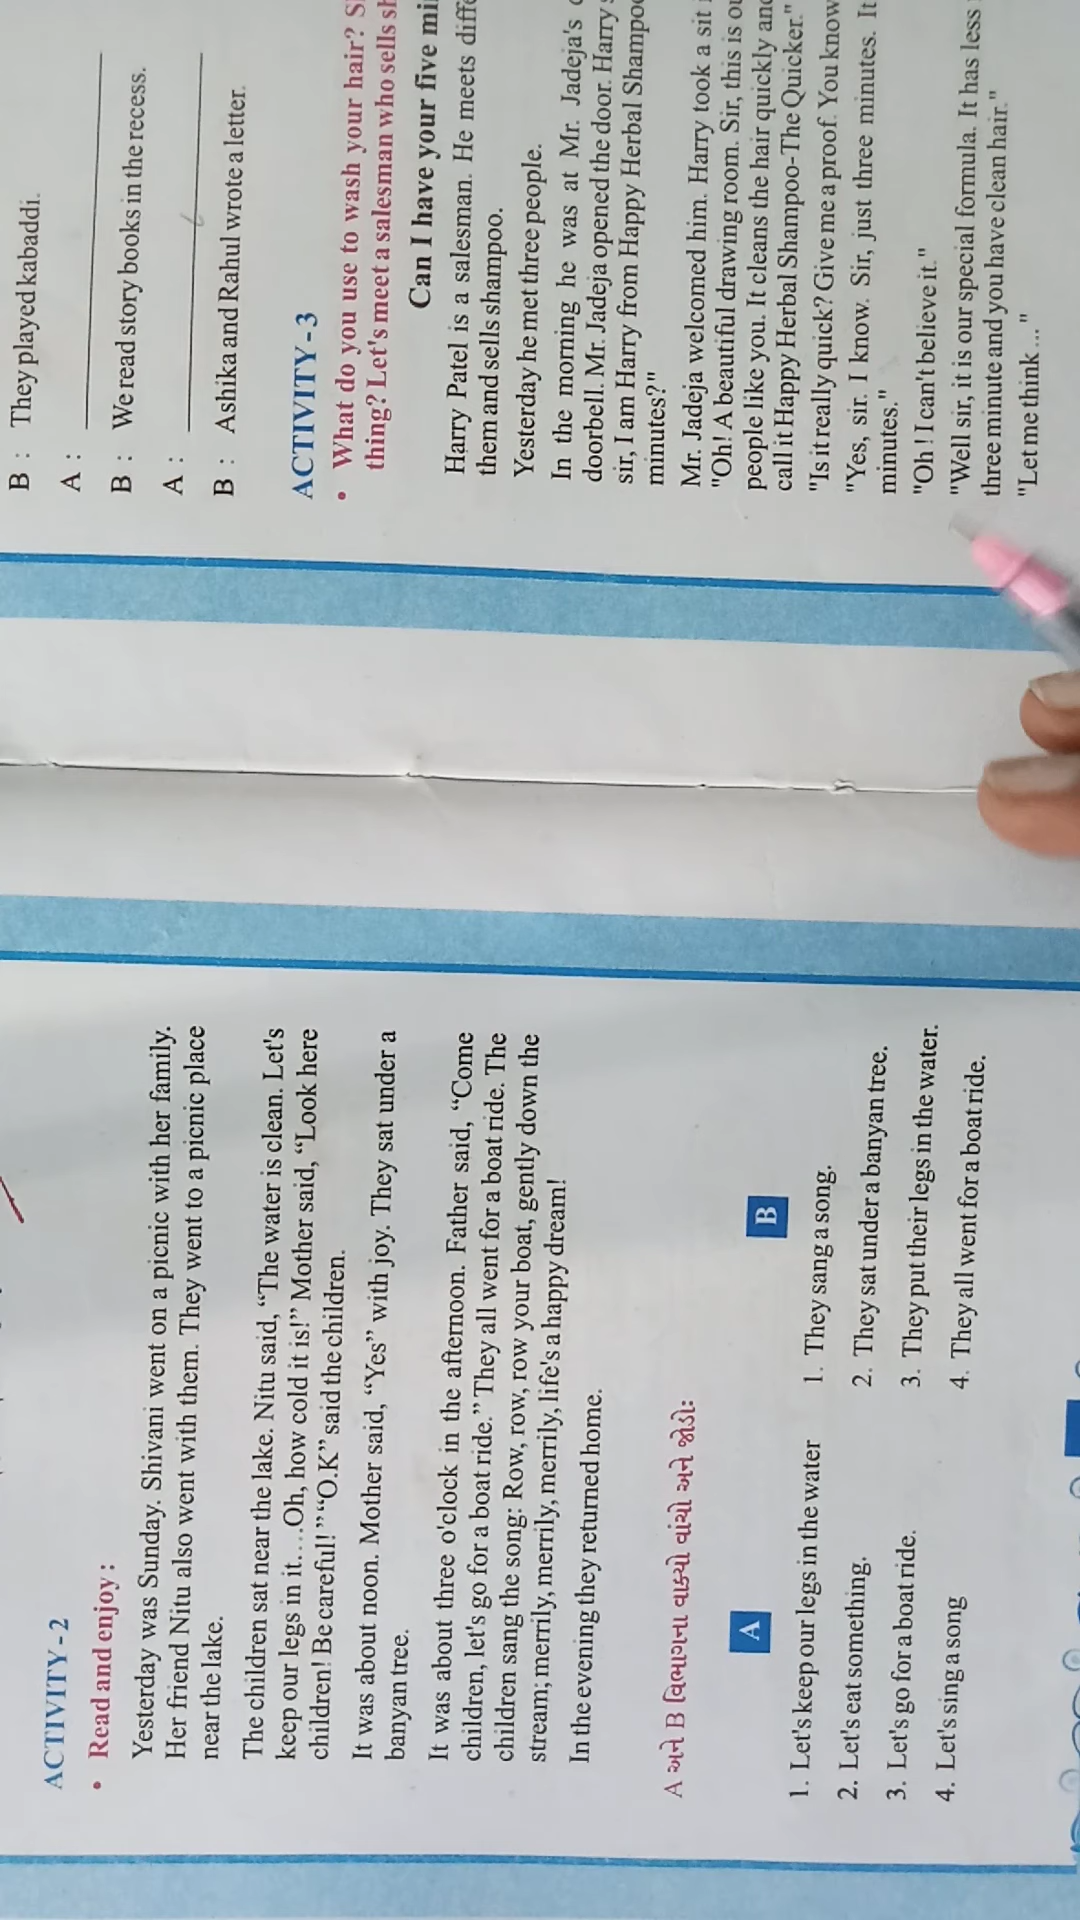 ACTIVITY - 2
• Read and enjoy :
Yesterday was Sunday. Shivani went on a picnic with her family.
Her friend Nitu also went with them. They went to a picnic place
near the lake.
The children sat near the lake. Nitu said, “The water is clean. Let's
keep our legs in it....Oh, how cold it is!” Mother said, “Look here
children! Be careful! ” “O.K” said the children.
It was about noon. Mother said, “Yes” with joy. They sat under a
banyan tree.
It was about three o'clock in the afternoon. Father said, “Come
children, let's go for a boat ride.” They all went for a boat ride. The
children sang the song: Row, row, row your boat, gently down the
stream; merrily, merrily, merrily, merrily, life's a happy dream!
In the evening they returned home.
A અને B વિભાગના વાક્યો વાંચો અને જોડોઃ
A B
1. Let's keep our legs in the water 1. They sang a song.
2. Let's eat something. 2. They sat under a banyan tree.
3. Let's go for a boat ride. 3. They put their legs in the water.
4. Let's sing a song 4. They all went for a boat ride.
B : They played kabaddi.
A :
B : We read story books in the recess.
A :
B : Ashika and Rahul wrote a letter.
ACTIVITY - 3
• What do you use to wash your hair?
thing? Let's meet a salesman who sells
Can I have your five
Harry Patel is a salesman. He meets
them and sells shampoo.
Yesterday he met three people.
In the morning he was at Mr. Jadeja's
doorbell. Mr. Jadeja opened the door. Harry
sir, I am Harry from Happy Herbal
minutes?"
Mr. Jadeja welcomed him. Harry took a sit
"Oh! A beautiful drawing room. Sir, this is
people like you. It cleans the hair quickly
call it Happy Herbal Shampoo-The Quicker."
"Is it really quick? Give me a proof. You know
"Yes, sir. I know. Sir, just three minutes. It
minutes."
"Oh ! I can't believe it."
"Well sir, it is our special formula. It has less
three minute and you have clean hair."
"Let me think ... "